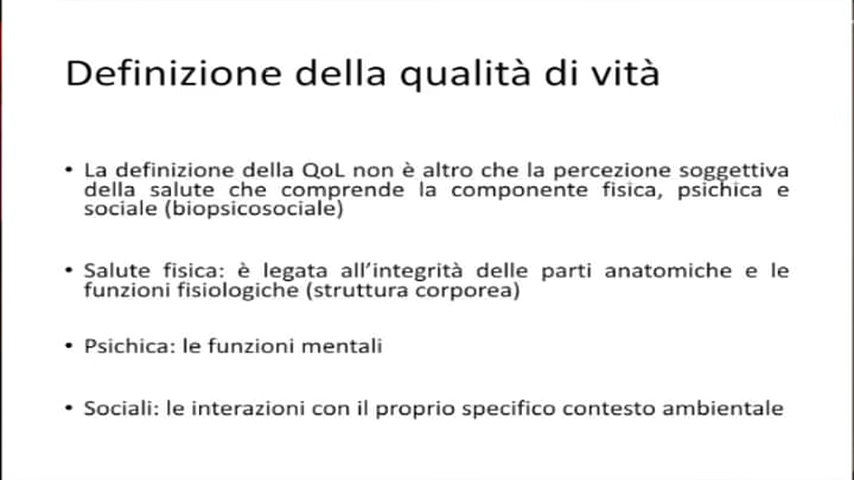 Definizione della qualità di vità
• La definizione della QoL non è altro che la percezione soggettiva
della salute che comprende la componente fisica, psichica e
sociale (biopsicosociale)
• Salute fisica: è legata all’integrità delle parti anatomiche e le
funzioni fisiologiche (struttura corporea)
• Psichica: le funzioni mentali
• Sociali: le interazioni con il proprio specifico contesto ambientale